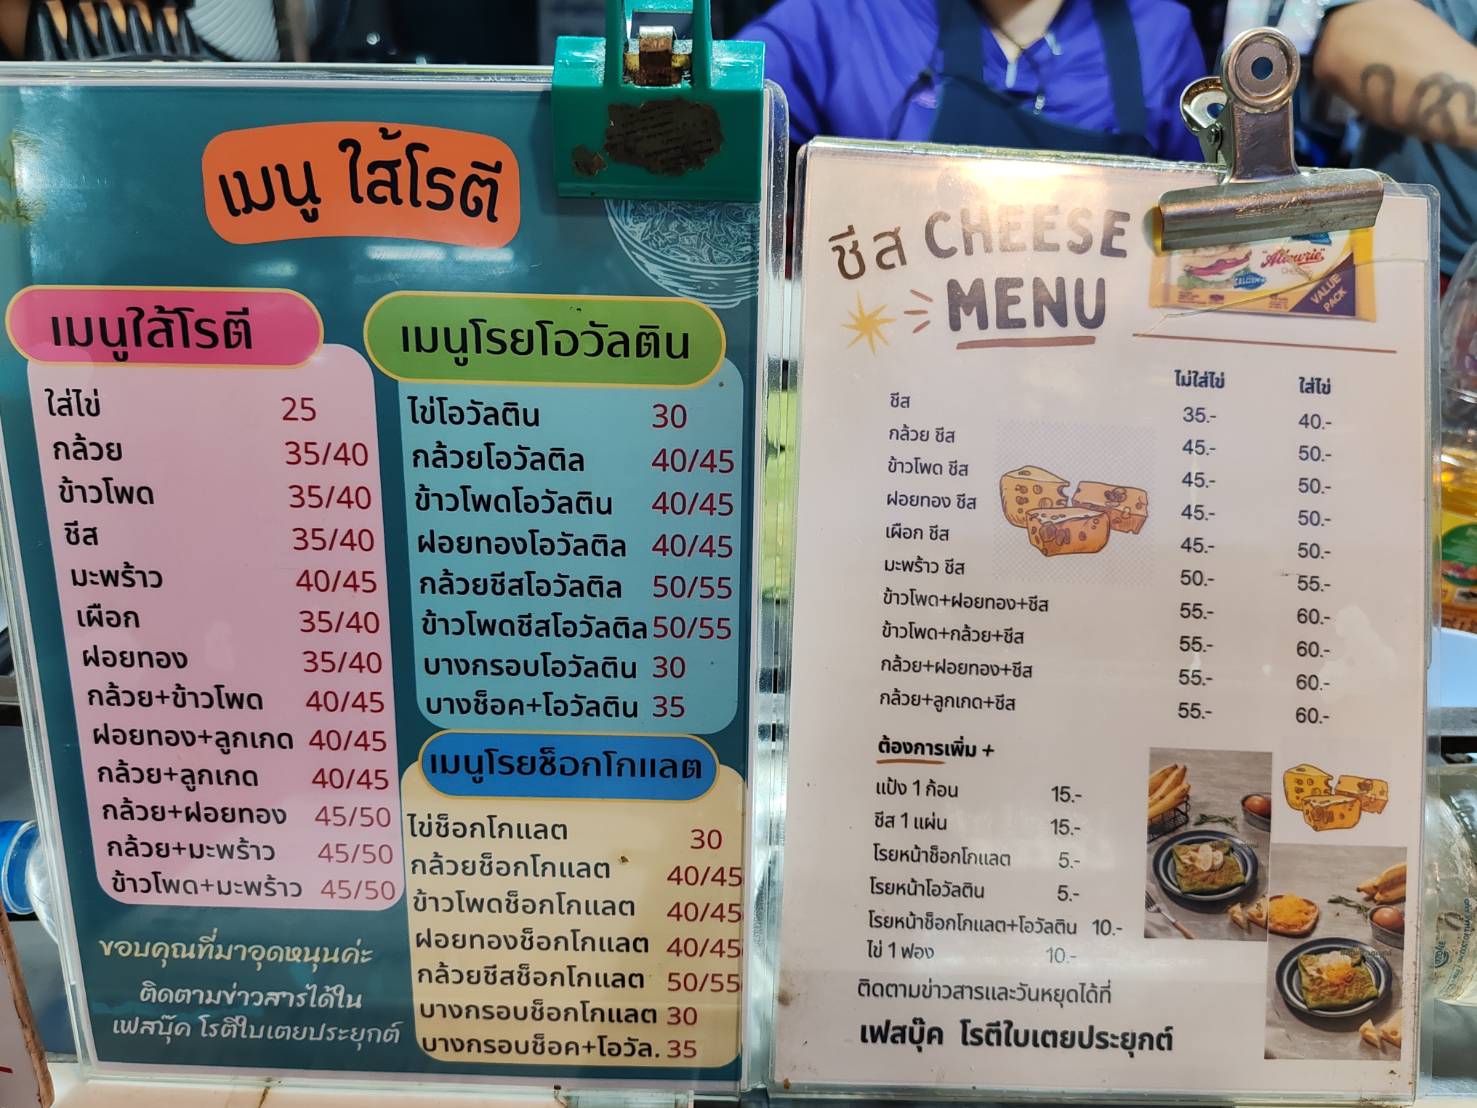 เมนู ใส้โรตี
เมนูใส้โรตี
ใส่ไข่ 25
กล้วย 35/40
ข้าวโพด 35/40
ชีส 35/40
มะพร้าว 40/45
เผือก 35/40
ฝอยทอง 35/40
กล้วย+ข้าวโพด 40/45
ฝอยทอง+ลูกเกด 40/45
กล้วย+ลูกเกด 40/45
กล้วย+ฝอยทอง 45/50
กล้วย+มะพร้าว 45/50
ข้าวโพด+มะพร้าว 45/50
ขอบคุณที่มาอุดหนุนค่ะ
ติดตามข่าวสารได้ใน
เฟสบุ๊ค โรตีใบเตยประยุกต์
เมนูโรยโอวัลติน
ไข่โอวัลติน 30
กล้วยโอวัลติล 40/45
ข้าวโพดโอวัลติน 40/45
ฝอยทองโอวัลติล 40/45
กล้วยชีสโอวัลติล 50/55
ข้าวโพดชีสโอวัลติล 50/55
บางกรอบโอวัลติน 30
บางช็อค+โอวัลติน 35
เมนูโรยช็อกโกแลต
ไข่ช็อกโกแลต 30
กล้วยช็อกโกแลต 40/45
ข้าวโพดช็อกโกแลต 40/45
ฝอยทองช็อกโกแลต 40/45
กล้วยชีสช็อกโกแลต 50/55
บางกรอบช็อกโกแลต 30
บางกรอบช็อค+โอวัล. 35
ชีส CHEESE
MENU
"Allowrie"
CALCIUM
VALUE
PACK
ไม่ใส่ไข่ ใส่ไข่
ชีส 35.- 40.-
กล้วย ชีส 45.- 50.-
ข้าวโพด ชีส 45.- 50.-
ฝอยทอง ชีส 45.- 50.-
เผือก ชีส 45.- 50.-
มะพร้าว ชีส 50.- 55.-
ข้าวโพด+ฝอยทอง+ชีส 55.- 60.-
ข้าวโพด+กล้วย+ชีส 55.- 60.-
กล้วย+ฝอยทอง+ชีส 55.- 60.-
กล้วย+ลูกเกด+ชีส 55.- 60.-
ต้องการเพิ่ม +
แป้ง 1 ก้อน 15.-
ชีส 1 แผ่น 15.-
โรยหน้าช็อกโกแลต 5.-
โรยหน้าโอวัลติน 5.-
โรยหน้าช็อกโกแลต+โอวัลติน 10.-
ไข่ 1 ฟอง 10.-
ติดตามข่าวสารและวันหยุดได้ที่
เฟสบุ๊ค โรตีใบเตยประยุกต์